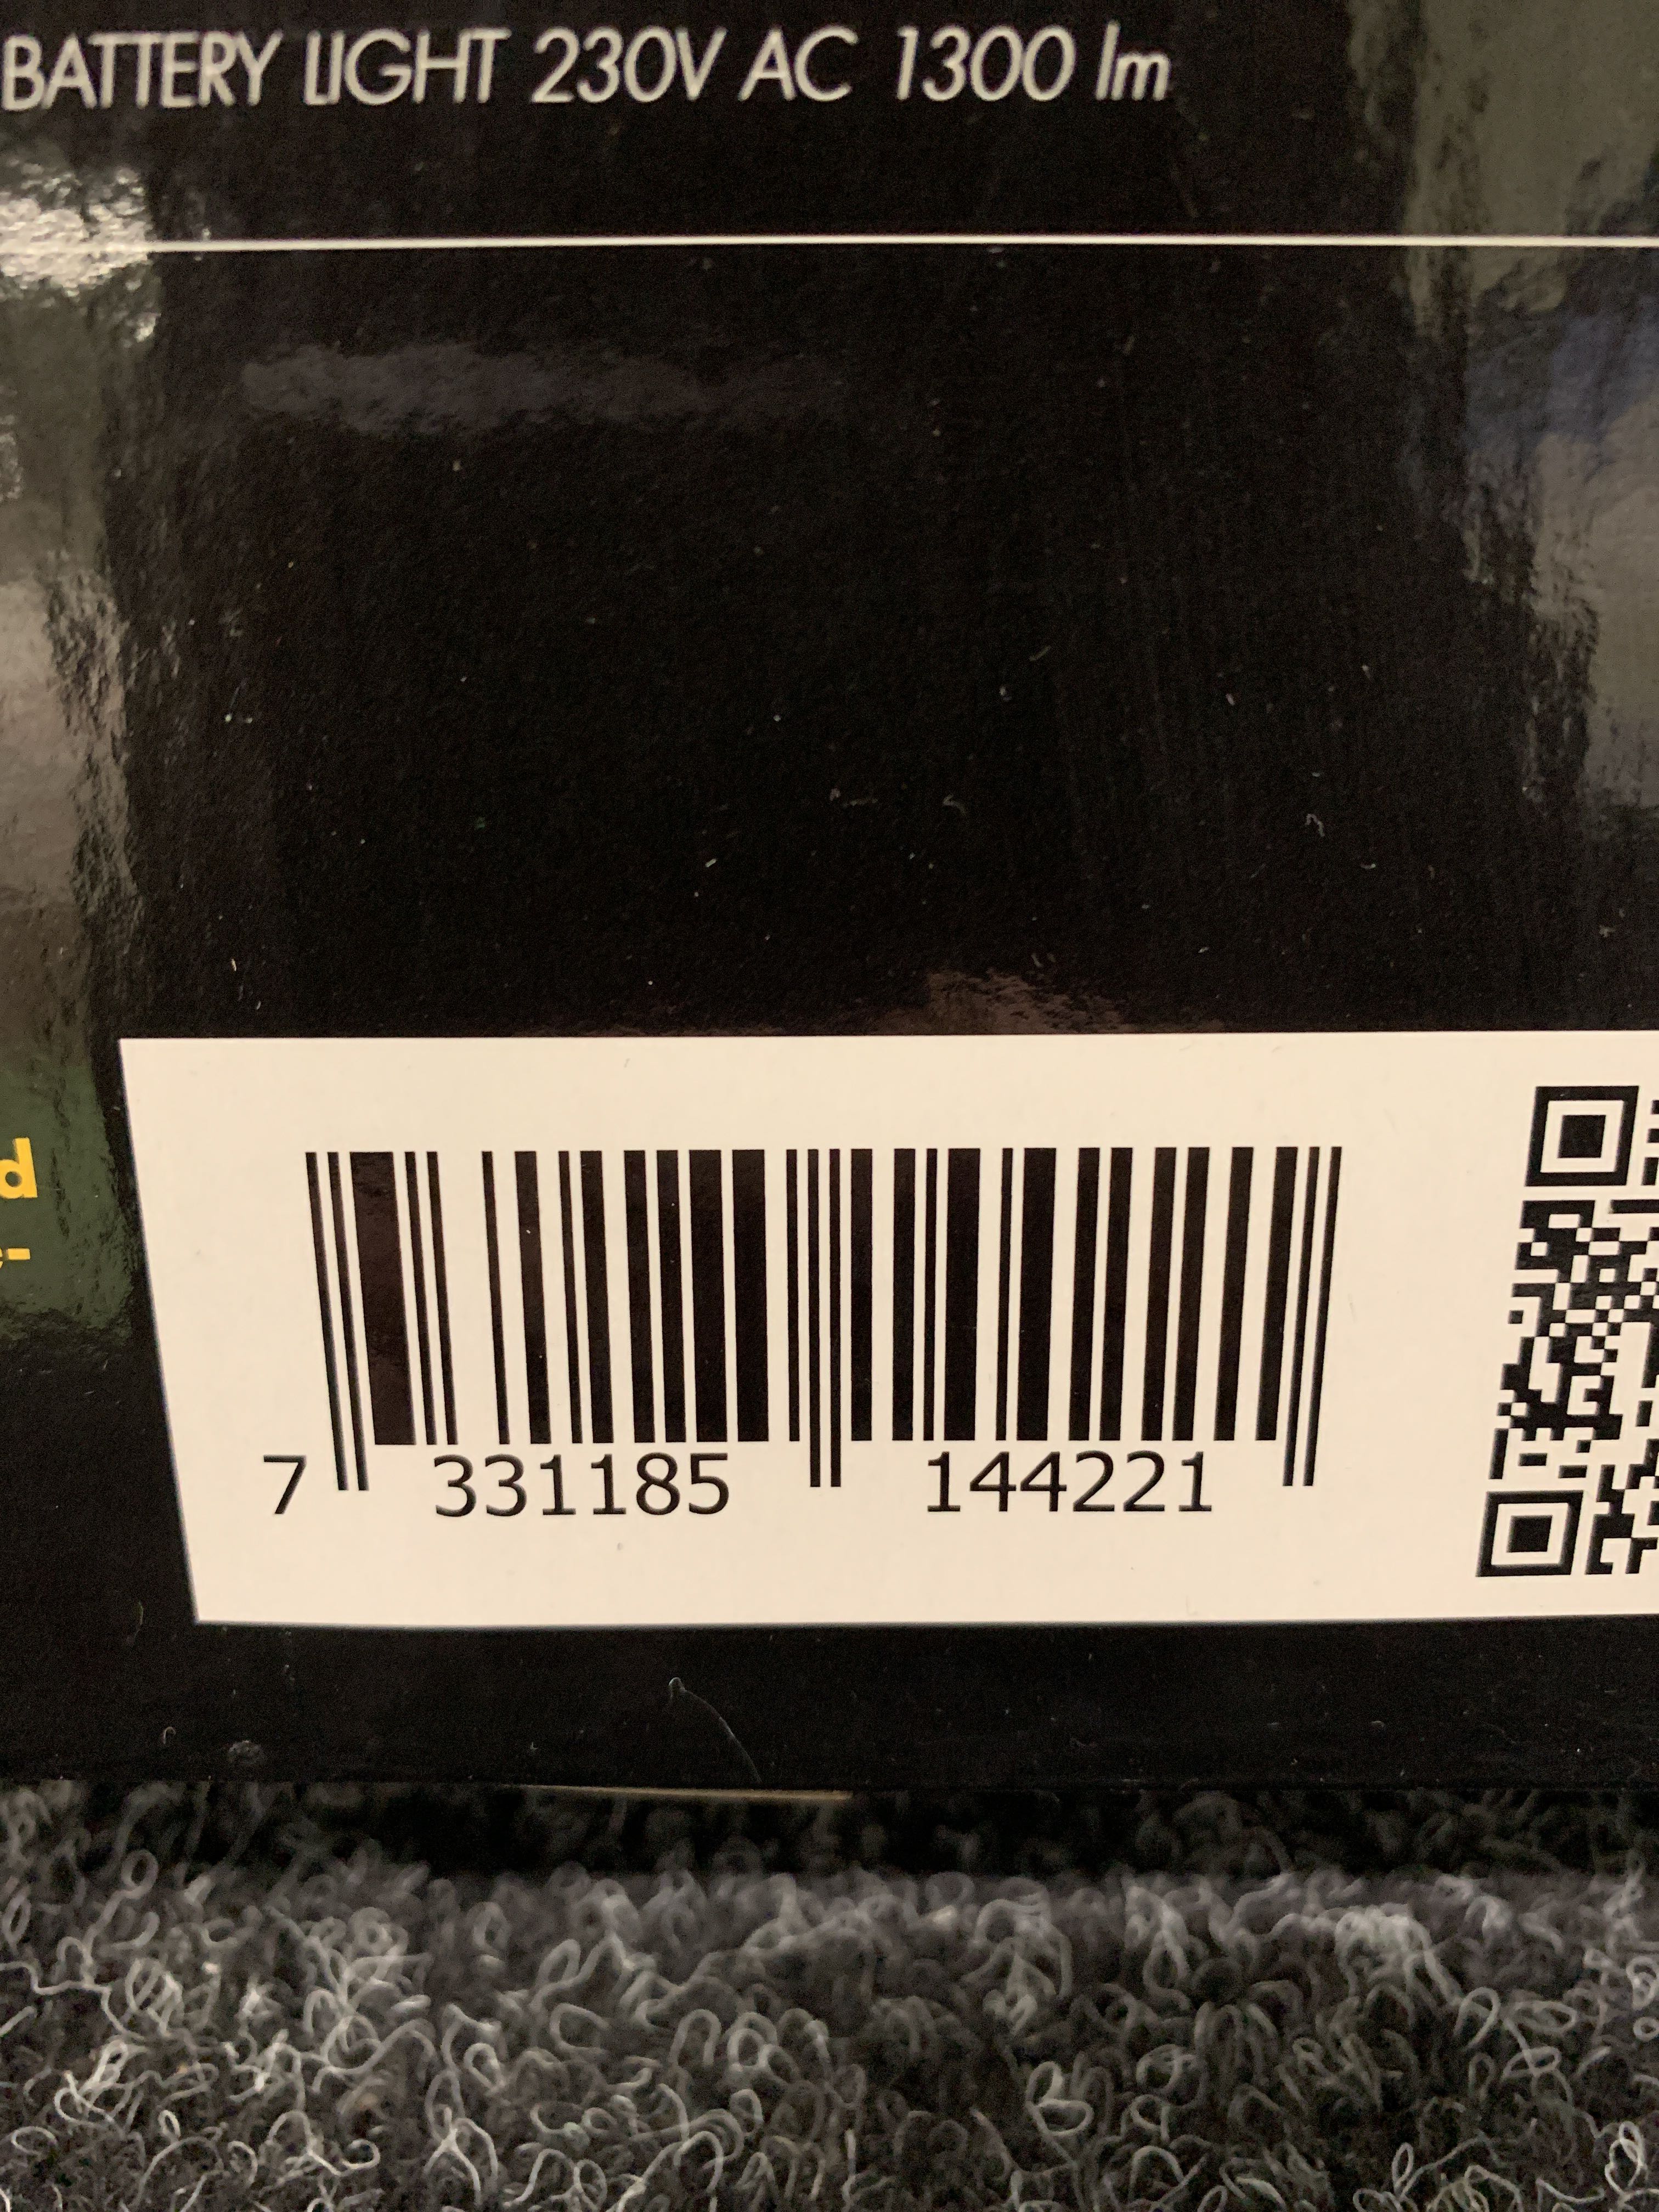 BATTERY LIGHT 230V AC 1300 lm
d
e-
7 331185 144221